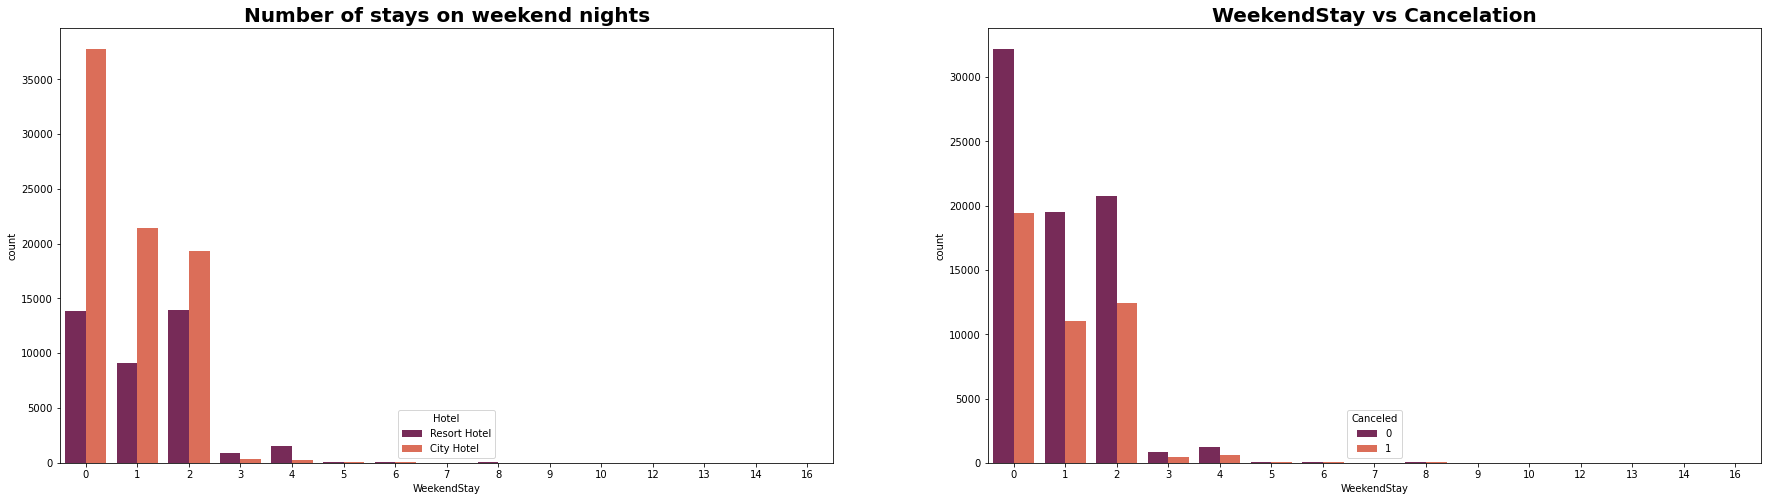 Number of stays on weekend nights
35000
30000
25000
20000
15000
10000
5000
0
count
0 1 2 3 4 5 6 7 8 9 10 12 13 14 16
WeekendStay
Hotel
Resort Hotel
City Hotel
WeekendStay vs Cancelation
30000
25000
20000
15000
10000
5000
0
count
0 1 2 3 4 5 6 7 8 9 10 12 13 14 16
WeekendStay
Canceled
0
1